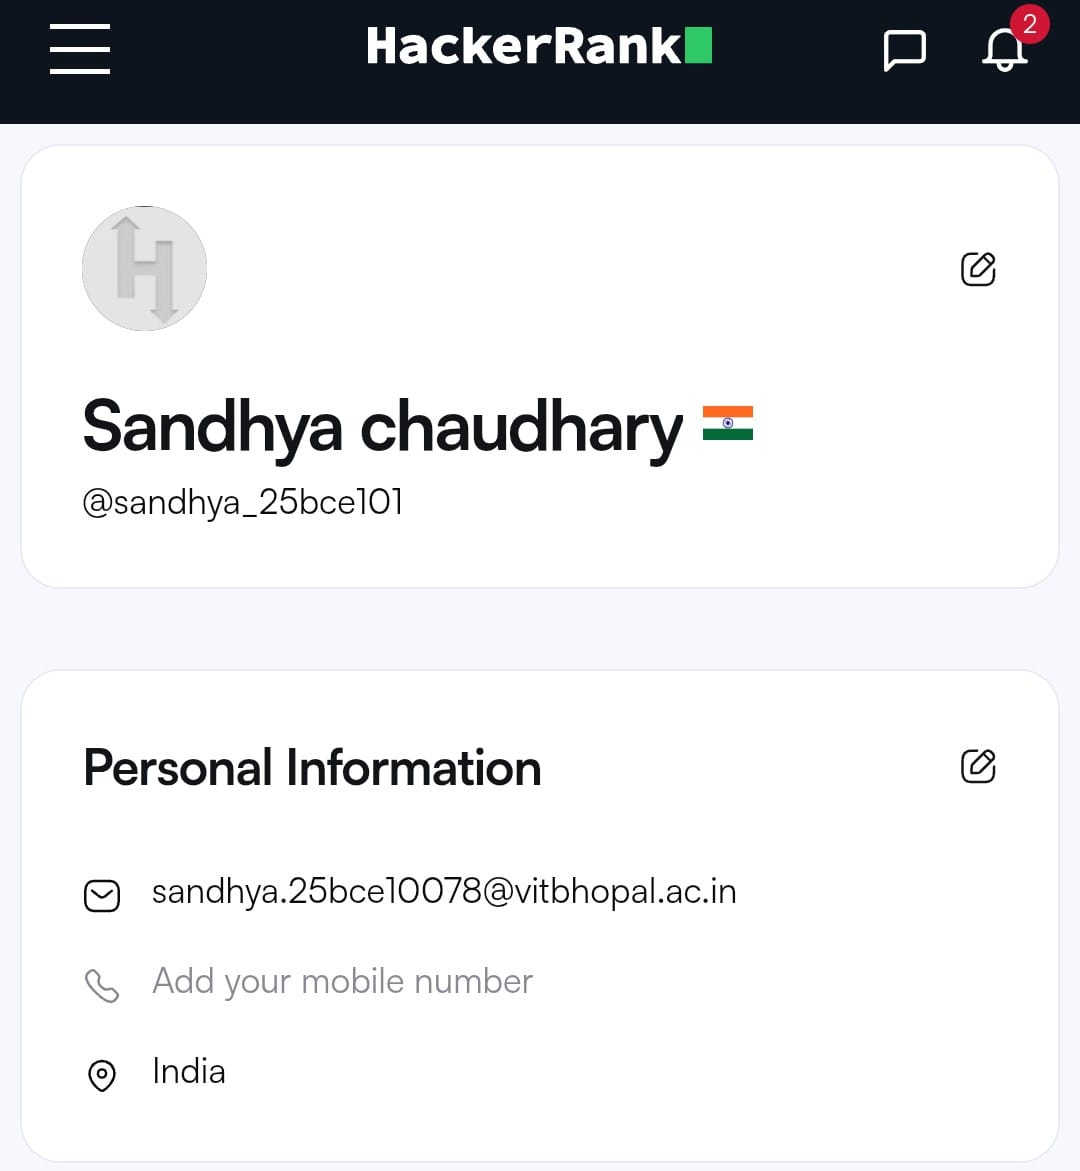 HackerRank
2
Sandhya chaudhary
@sandhya_25bce101
Personal Information
sandhya.25bce10078@vitbhopal.ac.in
Add your mobile number
India